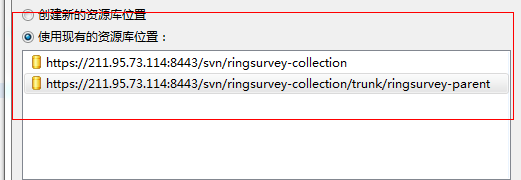 创建新的资源库位置
使用现有的资源库位置：
https://211.95.73.114:8443/svn/ringsurvey-collection
https://211.95.73.114:8443/svn/ringsurvey-collection/trunk/ringsurvey-parent